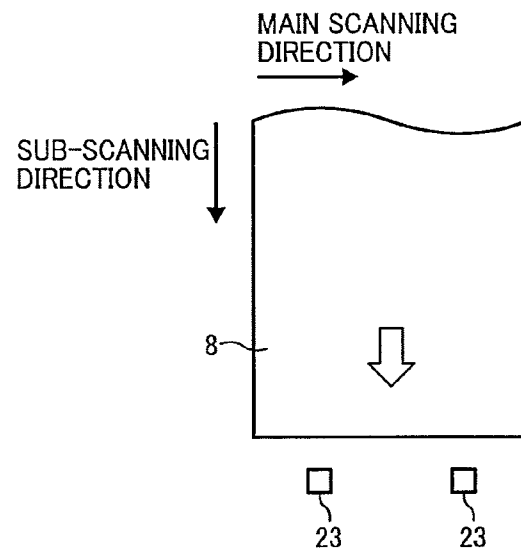 MAIN SCANNING
DIRECTION
SUB-SCANNING
DIRECTION
8
23
23